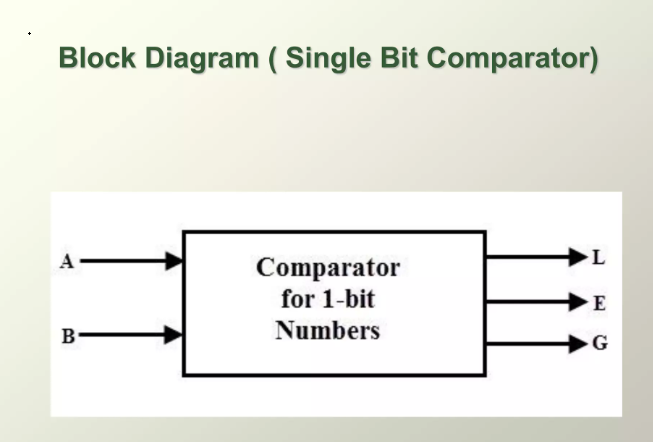 Block Diagram ( Single Bit Comparator)
A
B
Comparator
for 1-bit
Numbers
L
E
G